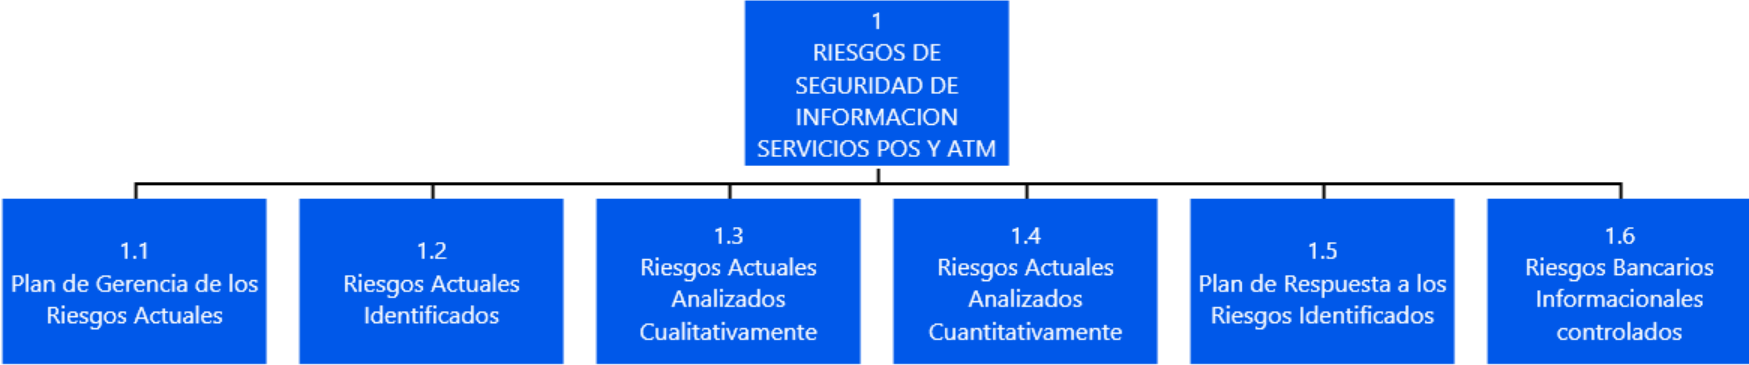 1
RIESGOS DE
SEGURIDAD DE
INFORMACION
SERVICIOS POS Y ATM
1.1
Plan de Gerencia de los
Riesgos Actuales
1.2
Riesgos Actuales
Identificados
1.3
Riesgos Actuales
Analizados
Cualitativamente
1.4
Riesgos Actuales
Analizados
Cuantitativamente
1.5
Plan de Respuesta a los
Riesgos Identificados
1.6
Riesgos Bancarios
Informacionales
controlados